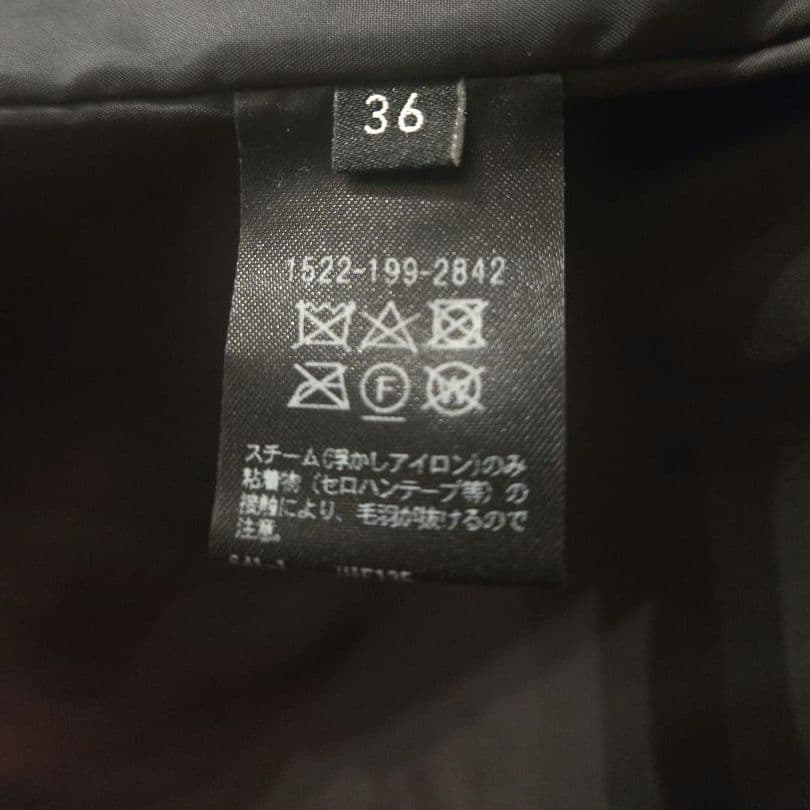 36
1522-199-2842
F
W
スチーム(浮かしアイロン)のみ
粘着物(セロハンテープ等)の
接触により、毛羽が抜けるので
注意。